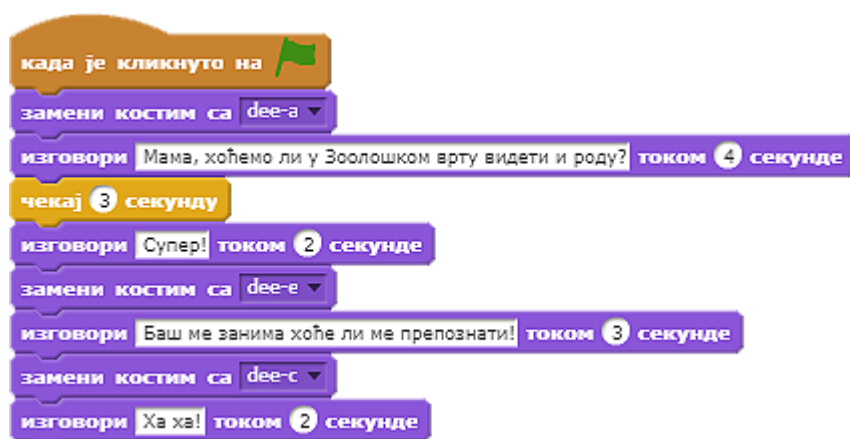 када је кликнуто на
замени костим са dee-a
изговори Мама, хоћемо ли у Зоолошком врту видети и роду? током 4 секунде
чекај 3 секунду
изговори Супер! током 2 секунде
замени костим са dee-e
изговори Баш ме занима хоће ли ме препознати! током 3 секунде
замени костим са dee-c
изговори Ха ха! током 2 секунде